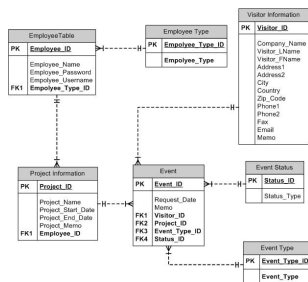 EmployeeTable
PK Employee_ID
Employee_Name
Employee_Password
Employee_Username
FK1 Empolyee_Type_ID
Employee Type
PK Empolyee_Type_ID
Empolyee_Type
Visitor Information
PK Visitor_ID
Company_Name
Visitor_LName
Visitor_FName
Address1
Address2
City
Country
Zip_Code
Phone1
Phone2
Fax
Email
Memo
Project Information
PK Project_ID
Project_Name
Project_Start_Date
Project_End_Date
Project_Memo
FK1 Employee_ID
Event
PK Event_ID
Request_Date
Memo
FK1 Visitor_ID
FK2 Project_ID
FK3 Event_Type_ID
FK4 Status_ID
Event Status
PK Status_ID
Status_Type
Event Type
PK Event_Type_ID
Event_Type